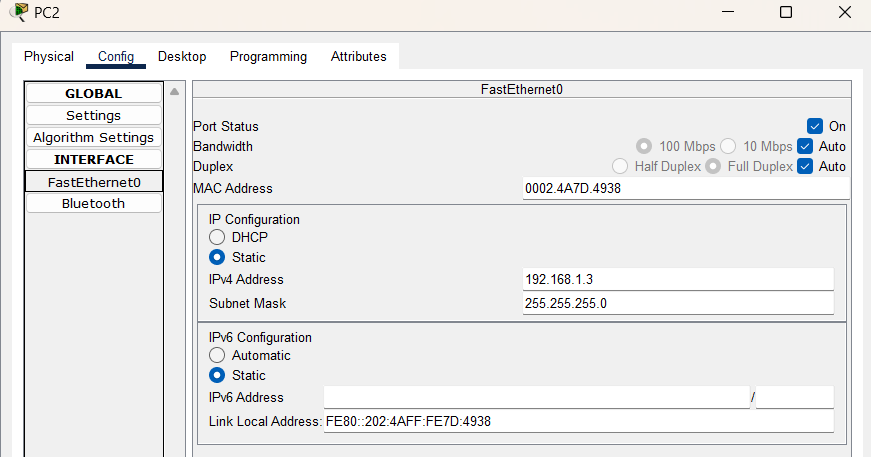 PC2
Physical Config Desktop Programming Attributes
GLOBAL
Settings
Algorithm Settings
INTERFACE
FastEthernet0
Bluetooth
FastEthernet0
Port Status On
Bandwidth 100 Mbps 10 Mbps Auto
Duplex Half Duplex Full Duplex Auto
MAC Address 0002.4A7D.4938
IP Configuration
DHCP
Static
IPv4 Address 192.168.1.3
Subnet Mask 255.255.255.0
IPv6 Configuration
Automatic
Static
IPv6 Address /
Link Local Address: FE80::202:4AFF:FE7D:4938